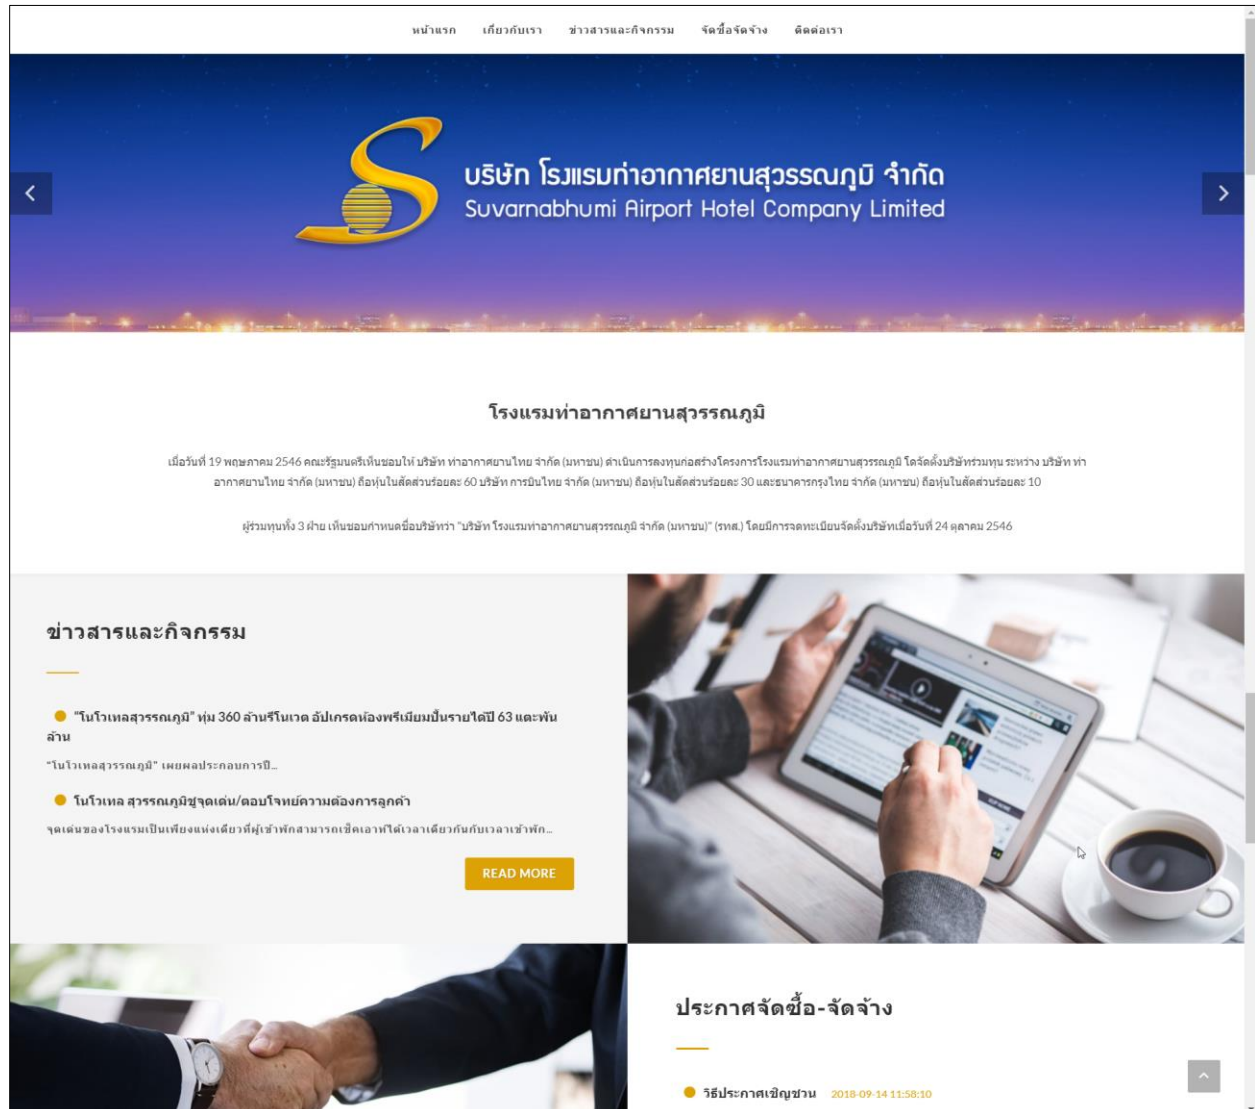 หน้าแรก เกี่ยวกับเรา ข่าวสารและกิจกรรม จัดซื้อจัดจ้าง ติดต่อเรา
บริษัท โรงแรมท่าอากาศยานสุวรรณภูมิ จำกัด
Suvarnabhumi Airport Hotel Company Limited
โรงแรมท่าอากาศยานสุวรรณภูมิ
เมื่อวันที่ 19 พฤษภาคม 2546 คณะรัฐมนตรีเห็นชอบให้ บริษัท ท่าอากาศยานไทย จำกัด (มหาชน) ดำเนินการลงทุนก่อสร้างโครงการโรงแรมท่าอากาศยานสุวรรณภูมิ โดจัดตั้งบริษัทร่วมทุน ระหว่าง บริษัท ท่า
อากาศยานไทย จำกัด (มหาชน) ถือหุ้นในสัดส่วนร้อยละ 60 บริษัท การบินไทย จำกัด (มหาชน) ถือหุ้นในสัดส่วนร้อยละ 30 และธนาคารกรุงไทย จำกัด (มหาชน) ถือหุ้นในสัดส่วนร้อยละ 10
ผู้ร่วมทุนทั้ง 3 ฝ่าย เห็นชอบกำหนดชื่อบริษัทว่า "บริษัท โรงแรมท่าอากาศยานสุวรรณภูมิ จำกัด (มหาชน)" (รทส.) โดยมีการจดทะเบียนจัดตั้งบริษัทเมื่อวันที่ 24 ตุลาคม 2546
ข่าวสารและกิจกรรม
“โนโวเทลสุวรรณภูมิ” ทุ่ม 360 ล้านรีโนเวต อัปเกรดห้องพรีเมียมปั้นรายได้ปี 63 แตะพัน
ล้าน
“โนโวเทลสุวรรณภูมิ” เผยผลประกอบการปี...
โนโวเทล สุวรรณภูมิชูจุดเด่น/ตอบโจทย์ความต้องการลูกค้า
จุดเด่นของโรงแรมเป็นเพียงแห่งเดียวที่ผู้เข้าพักสามารถเช็คเอาท์ได้เวลาเดียวกันกับเวลาเข้าพัก...
READ MORE
ประกาศจัดซื้อ-จัดจ้าง
วิธีประกาศเชิญชวน 2018-09-14 11:58:10